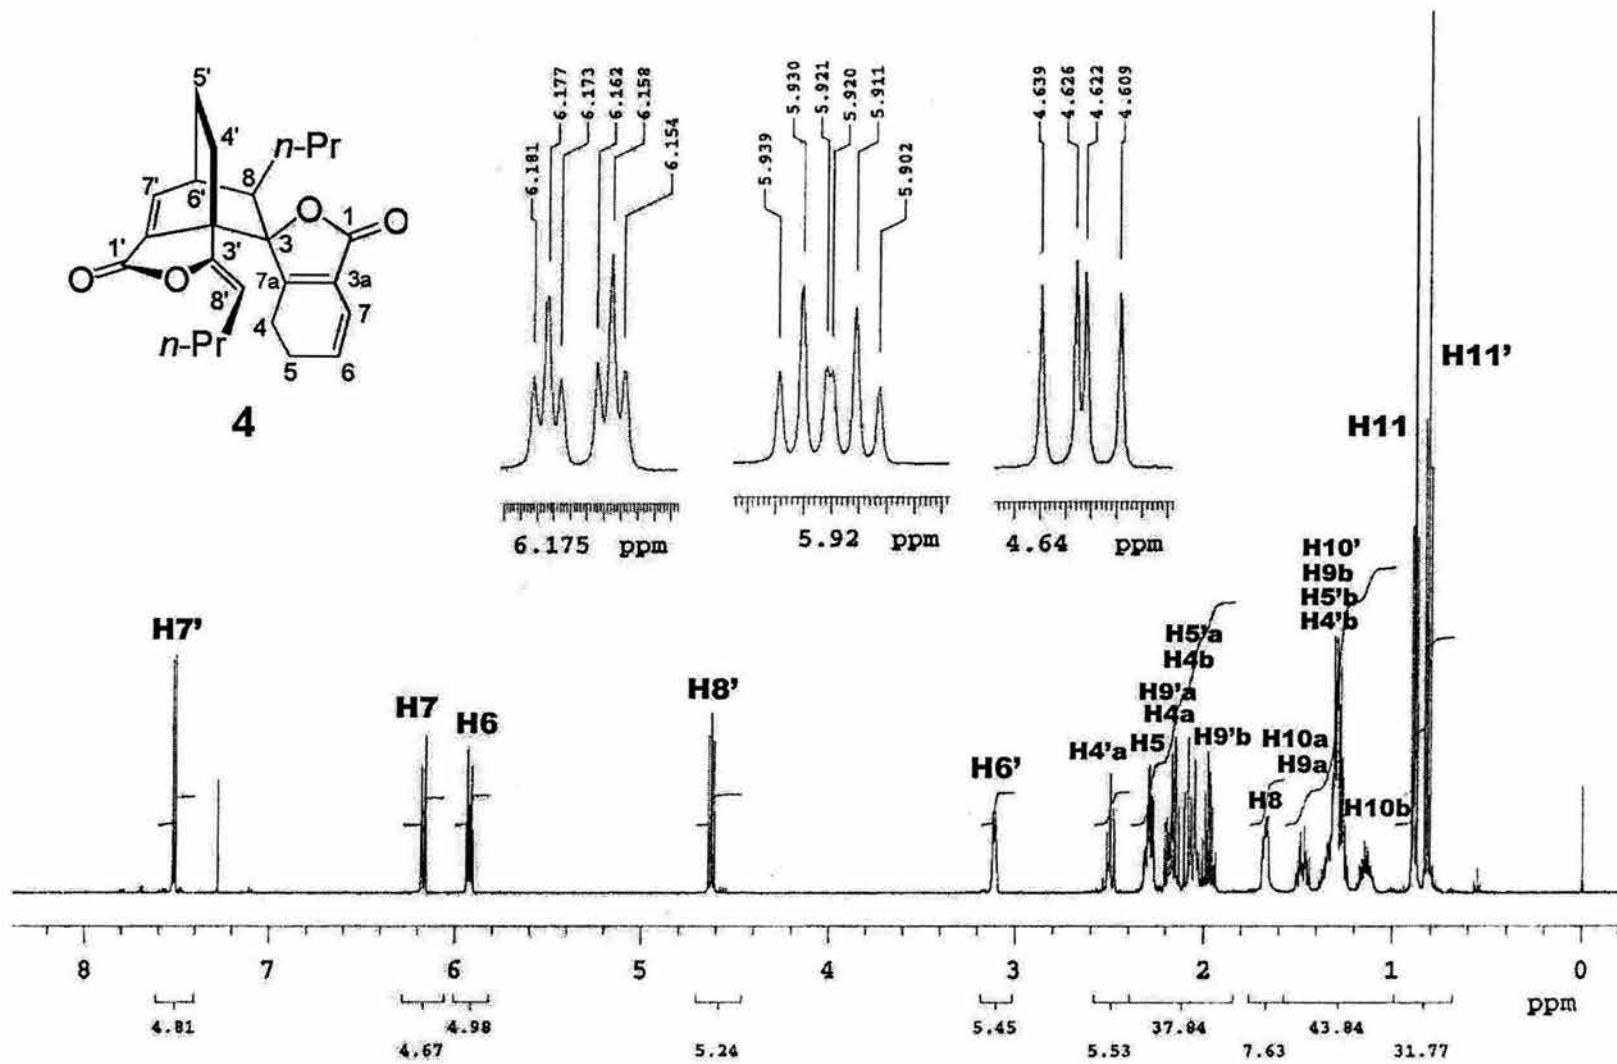 5'
4'
n-Pr
7'
6'
8
O
1
O
1'
3'
3
O
O
7a
3a
8'
7
4
n-Pr
5
6
4
6.181
6.177
6.173
6.162
6.158
6.154
6.175 ppm
5.939
5.930
5.921
5.920
5.911
5.902
5.92 ppm
4.639
4.626
4.622
4.609
4.64 ppm
H7'
H7
H6
H8'
H6'
H4'a
H5
H9'a
H4a
H5'a
H4b
H9'b
H8
H10a
H9a
H10'
H9b
H5'b
H4'b
H10b
H11
H11'
8 7 6 5 4 3 2 1 0
ppm
4.81
4.67
4.98
5.24
5.45
5.53
37.84
7.63
43.84
31.77